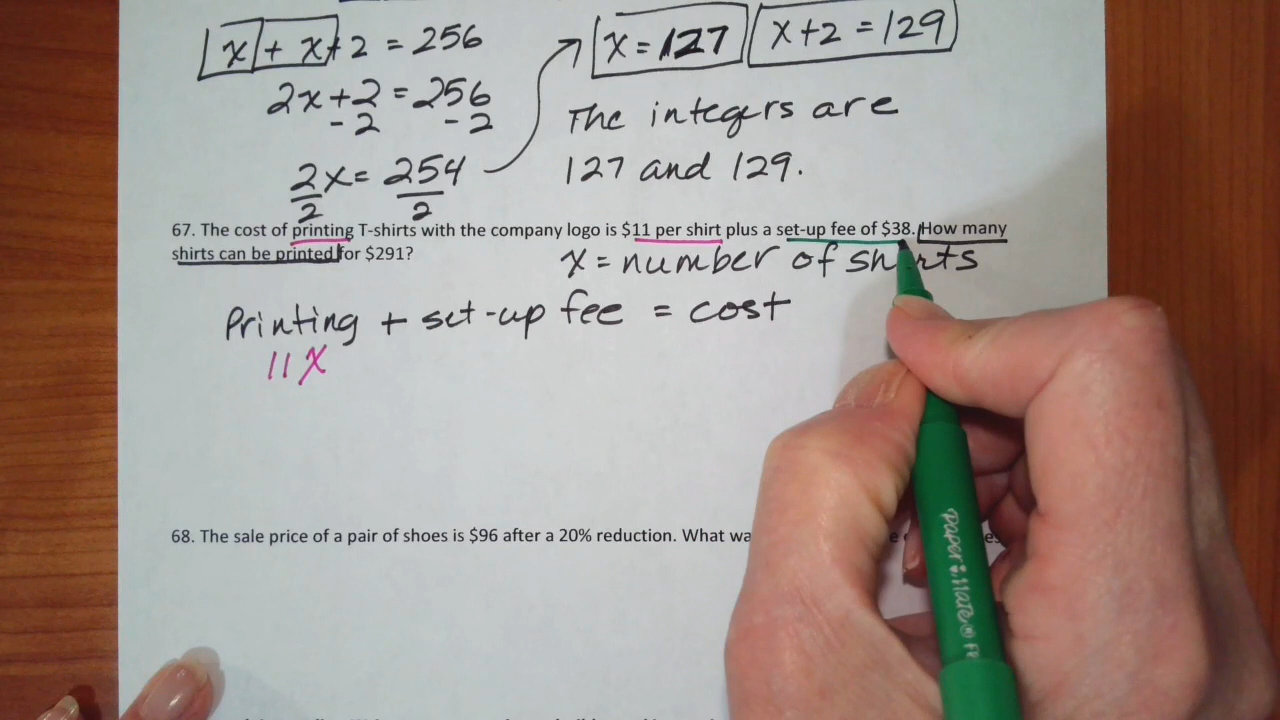 x + x + 2 = 256
x = 127 x+2 = 129
2x+2 = 256
-2 -2
The integers are
2x = 254
2 2
127 and 129.
67. The cost of printing T-shirts with the company logo is $11 per shirt plus a set-up fee of $38. How many
shirts can be printed for $291?
x = number of shirts
Printing + set-up fee = cost
11x
68. The sale price of a pair of shoes is $96 after a 20% reduction. What
Paper Mate